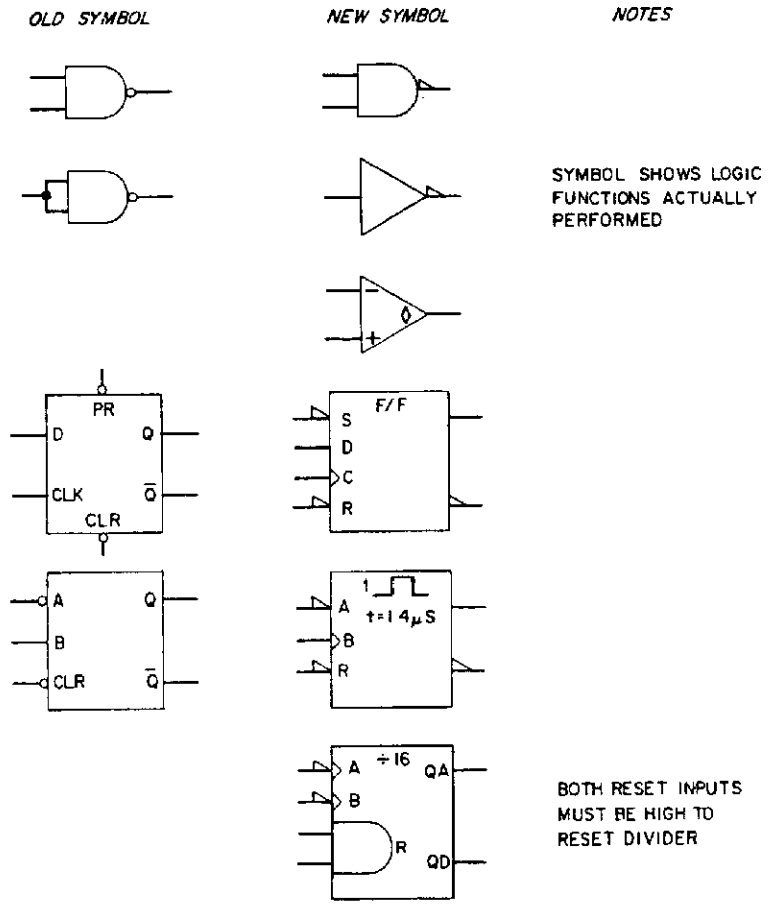 OLD SYMBOL NEW SYMBOL NOTES
SYMBOL SHOWS LOGIC
FUNCTIONS ACTUALLY
PERFORMED
−
+
PR
D Q
CLK Q̅
CLR
F/F
S
D
C
R
A Q
B
CLR Q̅
1
A t=1.4μS
B
R
÷16
A QA
B
R
QD
BOTH RESET INPUTS
MUST BE HIGH TO
RESET DIVIDER